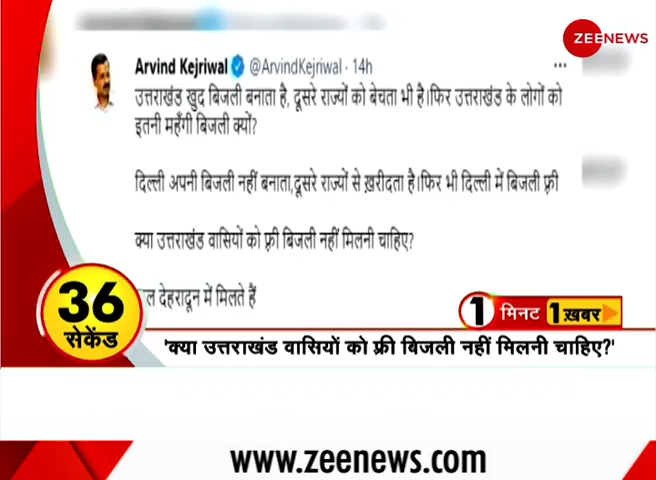 ZEENEWS
Arvind Kejriwal @ArvindKejriwal · 14h
उत्तराखंड खुद बिजली बनाता है, दूसरे राज्यों को बेचता भी है।फिर उत्तराखंड के लोगों को
इतनी महँगी बिजली क्यों?
दिल्ली अपनी बिजली नहीं बनाता,दूसरे राज्यों से ख़रीदता है।फिर भी दिल्ली में बिजली फ़्री
क्या उत्तराखंड वासियों को फ़्री बिजली नहीं मिलनी चाहिए?
देहरादून में मिलते हैं
36
सेकेंड
1 मिनट 1 ख़बर
'क्या उत्तराखंड वासियों को फ्री बिजली नहीं मिलनी चाहिए?'
www.zeenews.com